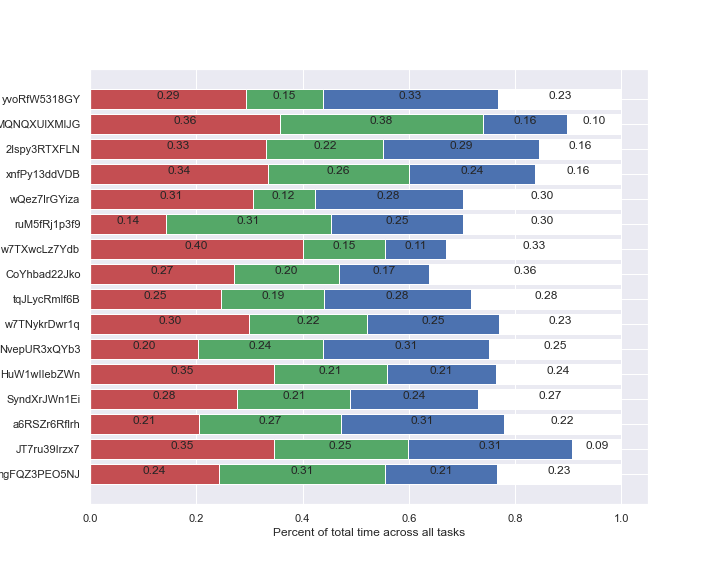 yvoRfW5318GY 0.29 0.15 0.33 0.23
MQNQXUIXMIJG 0.36 0.38 0.16 0.10
2lspy3RTXFLN 0.33 0.22 0.29 0.16
xnfPy13ddVDB 0.34 0.26 0.24 0.16
wQez7lrGYiza 0.31 0.12 0.28 0.30
ruM5fRj1p3f9 0.14 0.31 0.25 0.30
w7TXwcLz7Ydb 0.40 0.15 0.11 0.33
CoYhbad22Jko 0.27 0.20 0.17 0.36
tqJLycRmlf6B 0.25 0.19 0.28 0.28
w7TNykrDwr1q 0.30 0.22 0.25 0.23
NvepUR3xQYb3 0.20 0.24 0.31 0.25
HuW1wIIebZWn 0.35 0.21 0.21 0.24
SyndXrJWn1Ei 0.28 0.21 0.24 0.27
a6RSZr6Rflrh 0.21 0.27 0.31 0.22
JT7ru39lrzx7 0.35 0.25 0.31 0.09
ngFQZ3PEO5NJ 0.24 0.31 0.21 0.23
0.0 0.2 0.4 0.6 0.8 1.0
Percent of total time across all tasks